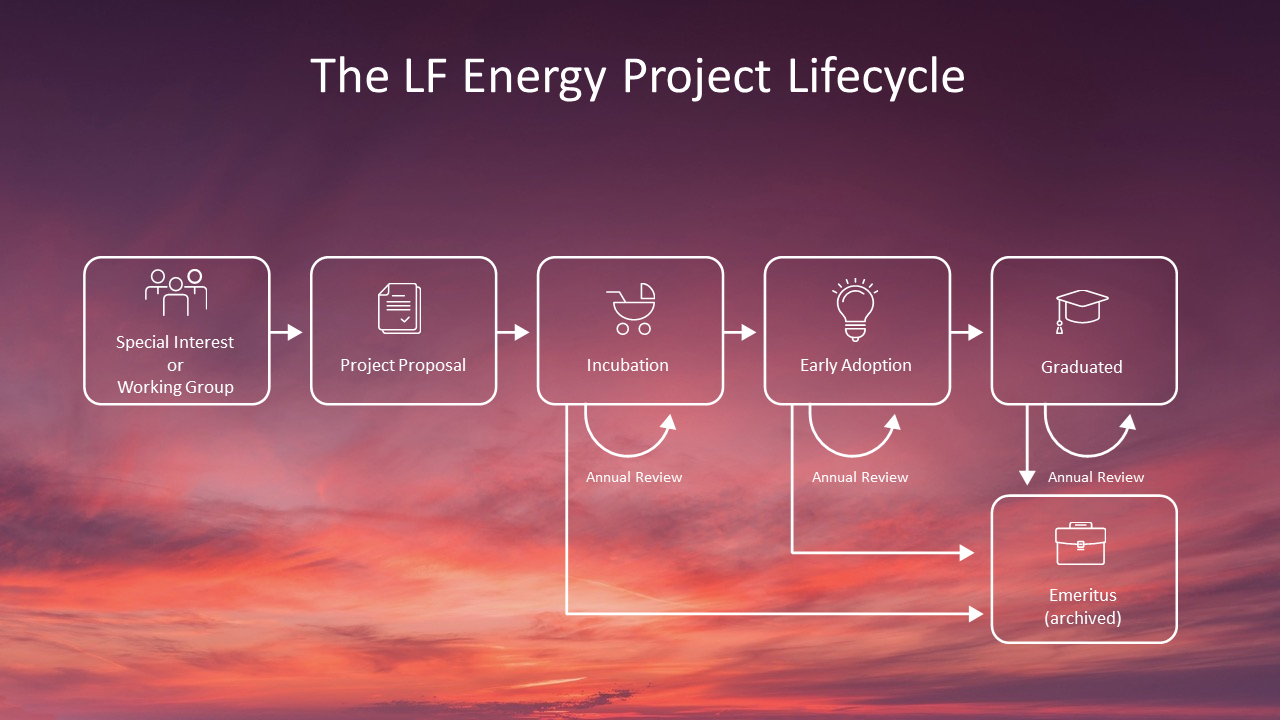 The LF Energy Project Lifecycle
Special Interest
or
Working Group
Project Proposal
Incubation
Early Adoption
Graduated
Annual Review
Annual Review
Annual Review
Emeritus
(archived)